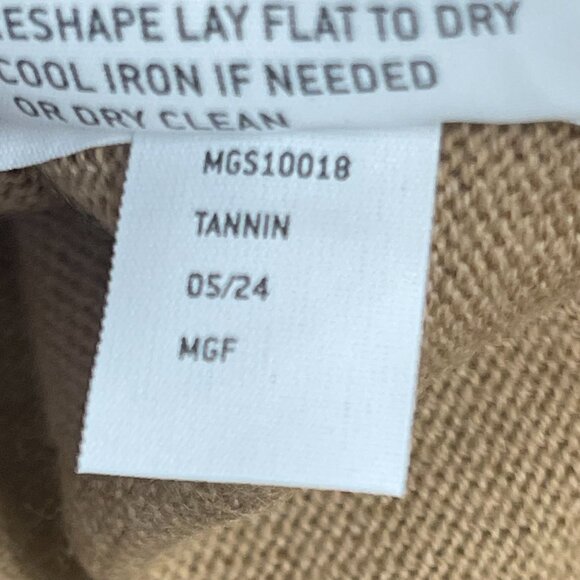 ESHAPE LAY FLAT TO DRY
COOL IRON IF NEEDED
OR DRY CLEAN
MGS10018
TANNIN
05/24
MGF